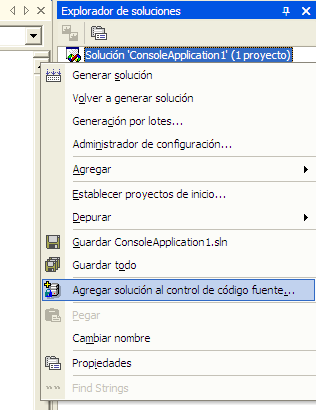 Explorador de soluciones
Solución 'ConsoleApplication1' (1 proyecto)
Generar solución
Volver a generar solución
Generación por lotes...
Administrador de configuración...
Agregar
Establecer proyectos de inicio...
Depurar
Guardar ConsoleApplication1.sln
Guardar todo
Agregar solución al control de código fuente...
Pegar
Cambiar nombre
Propiedades
Find Strings